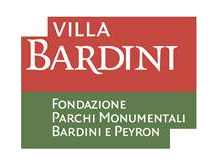 VILLA
BARDINI
FONDAZIONE
PARCHI MONUMENTALI
BARDINI E PEYRON